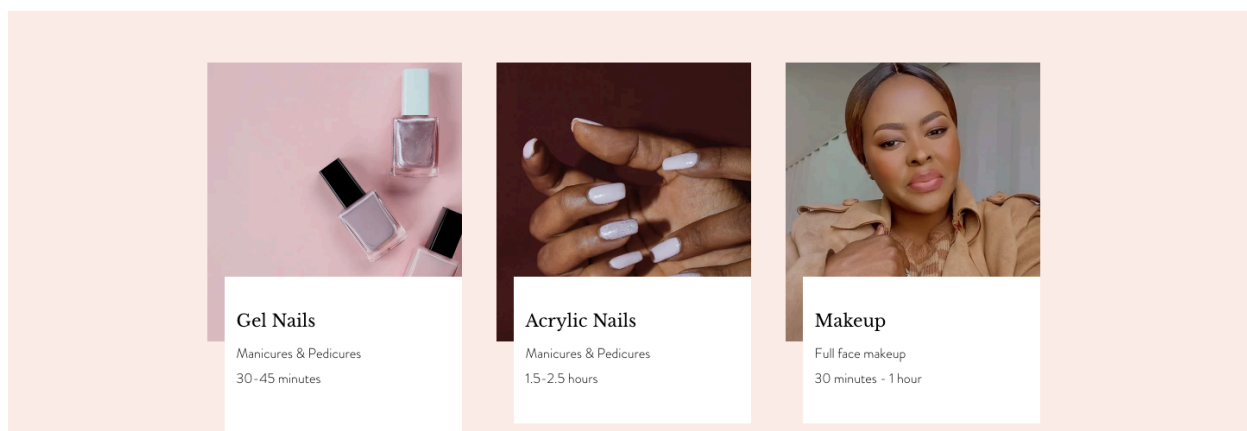 Gel Nails
Manicures & Pedicures
30-45 minutes
Acrylic Nails
Manicures & Pedicures
1.5-2.5 hours
Makeup
Full face makeup
30 minutes - 1 hour